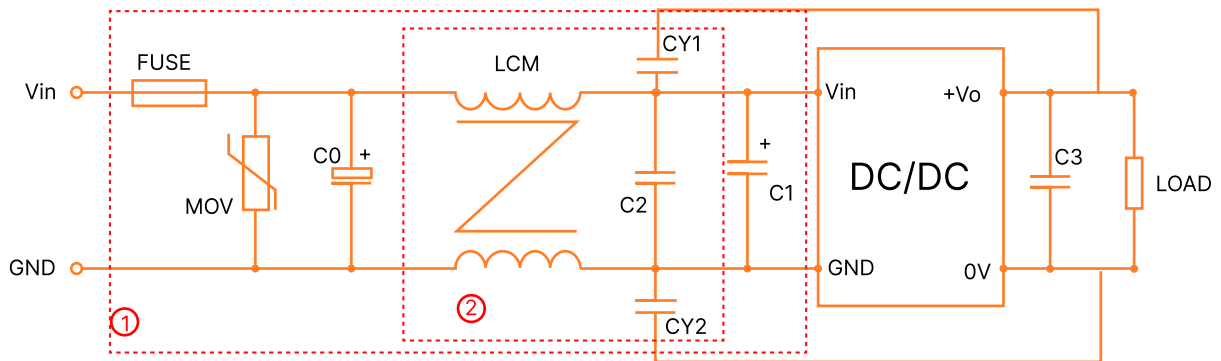 CY1
FUSE
LCM
Vin
Vin
+Vo
C0 +
+
C3
DC/DC
MOV
C2
C1
LOAD
GND
GND
0V
1
2
CY2